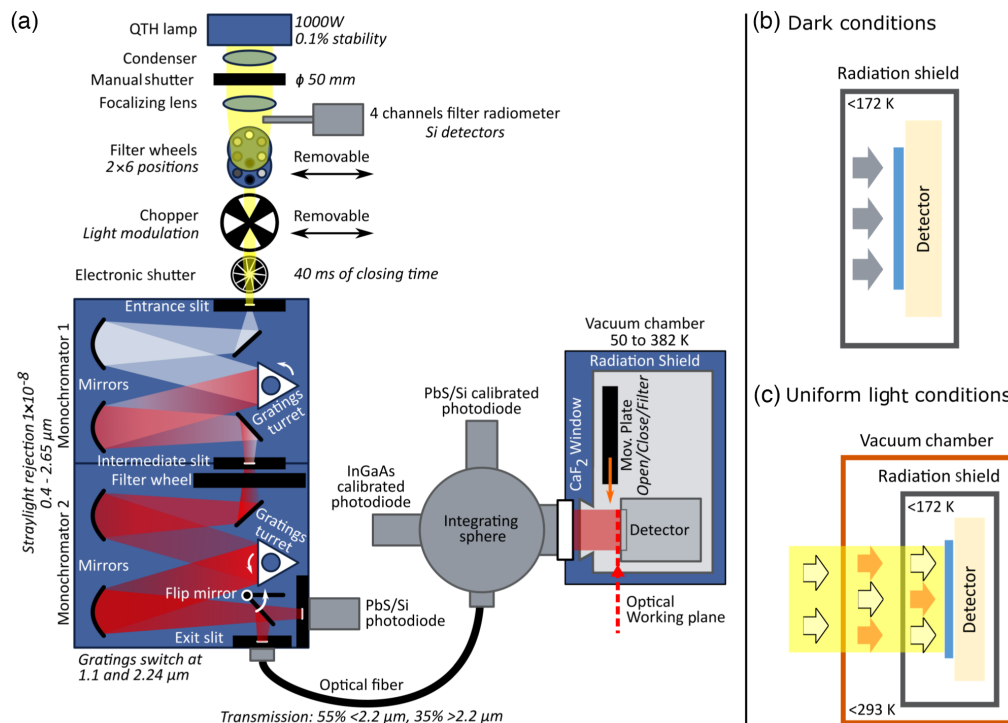 (a)
QTH lamp
1000W
0.1% stability
Condenser
Manual shutter
ϕ 50 mm
Focalizing lens
4 channels filter radiometer
Si detectors
Filter wheels
2×6 positions
Removable
Chopper
Light modulation
Removable
Electronic shutter
40 ms of closing time
Entrance slit
Mirrors
Gratings
turret
Monochromator 1
Straylight rejection 1×10-8
0.4 - 2.65 µm
Intermediate slit
Filter wheel
Gratings
turret
Mirrors
Monochromator 2
Flip mirror
PbS/Si
photodiode
Exit slit
Gratings switch at
1.1 and 2.24 µm
Optical fiber
Transmission: 55% <2.2 µm, 35% >2.2 µm
PbS/Si calibrated
photodiode
InGaAs
calibrated
photodiode
Integrating
sphere
Vacuum chamber
50 to 382 K
Radiation Shield
CaF2 Window
Mov. Plate
Open/Close/Filter
Detector
Optical
Working plane
(b) Dark conditions
Radiation shield
<172 K
Detector
(c) Uniform light conditions
Vacuum chamber
Radiation shield
<172 K
Detector
<293 K